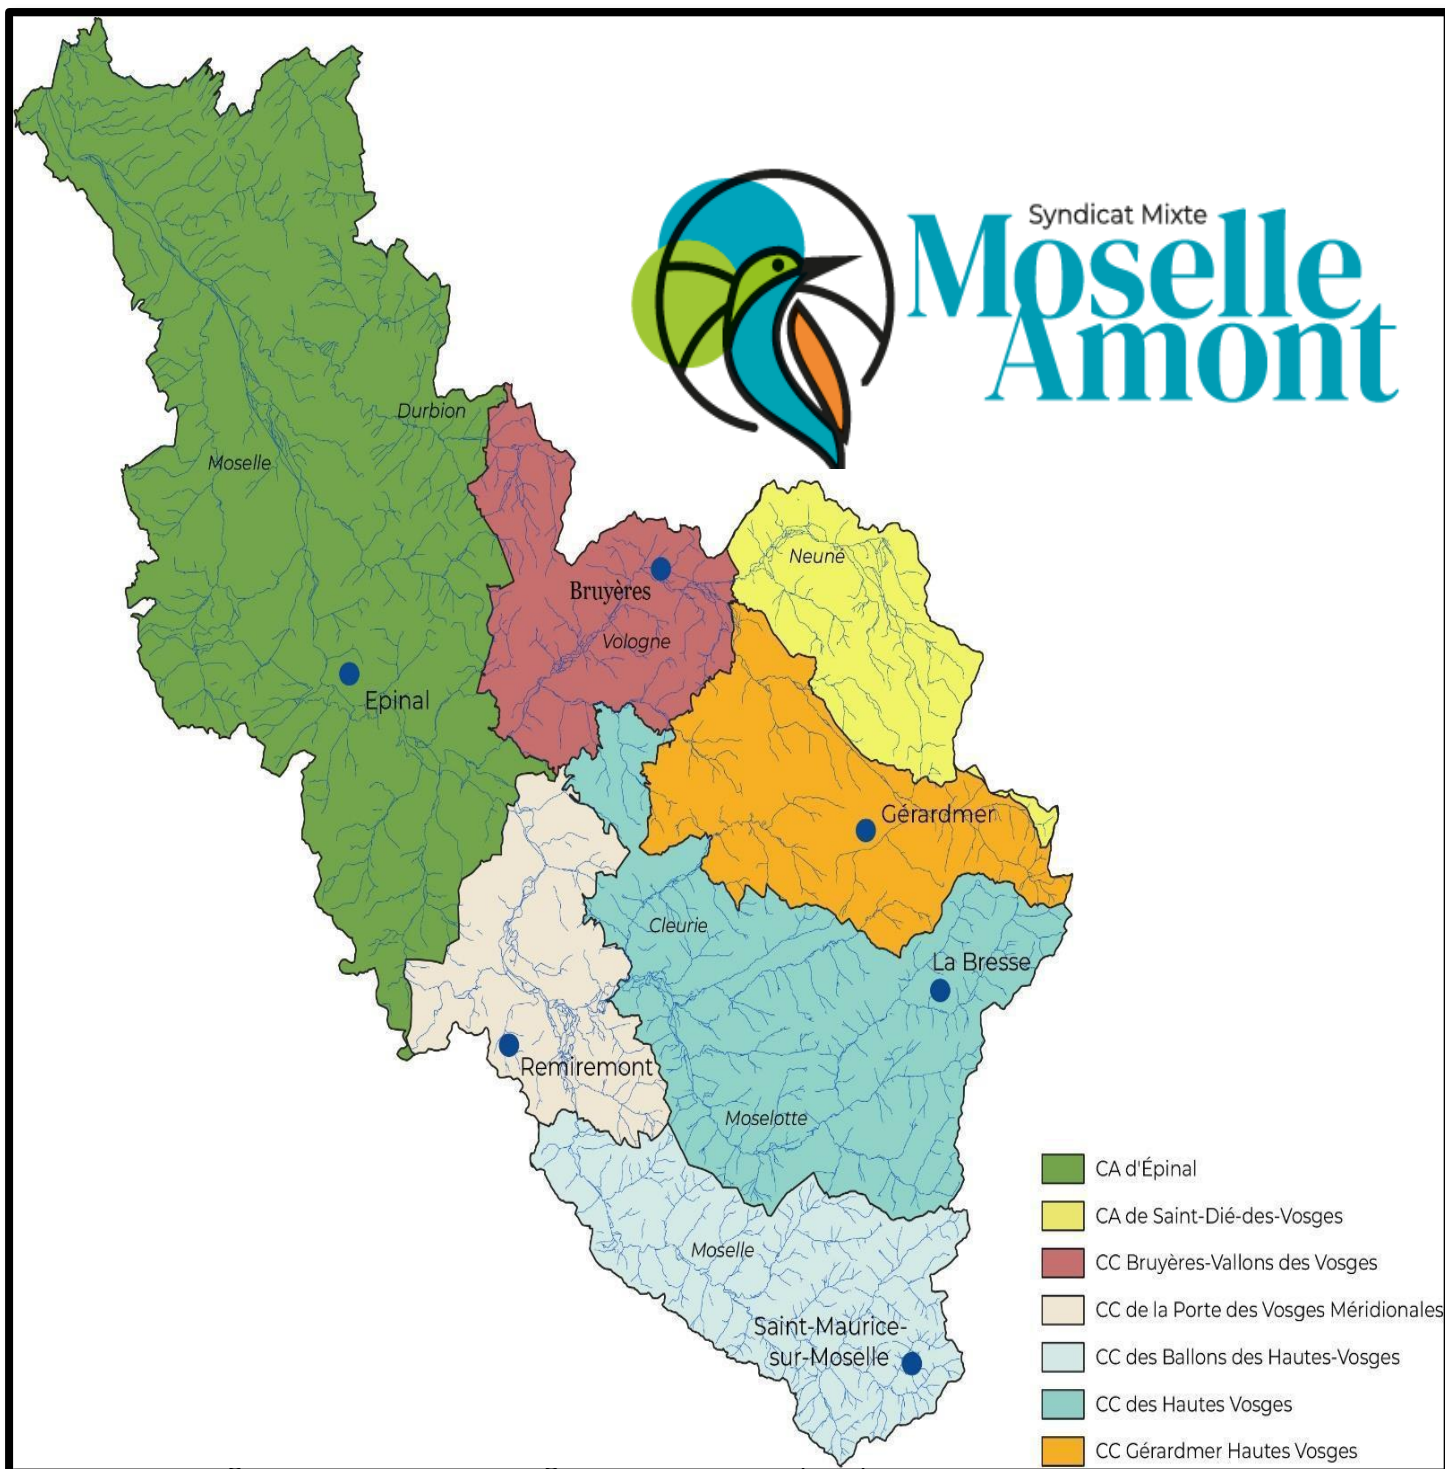 Syndicat Mixte
Moselle
Amont
Durbion
Moselle
Neuné
Bruyères
Vologne
Epinal
Gérardmer
Cleurie
La Bresse
Remiremont
Moselotte
Moselle
Saint-Maurice-
sur-Moselle
CA d'Épinal
CA de Saint-Dié-des-Vosges
CC Bruyères-Vallons des Vosges
CC de la Porte des Vosges Méridionales
CC des Ballons des Hautes-Vosges
CC des Hautes Vosges
CC Gérardmer Hautes Vosges